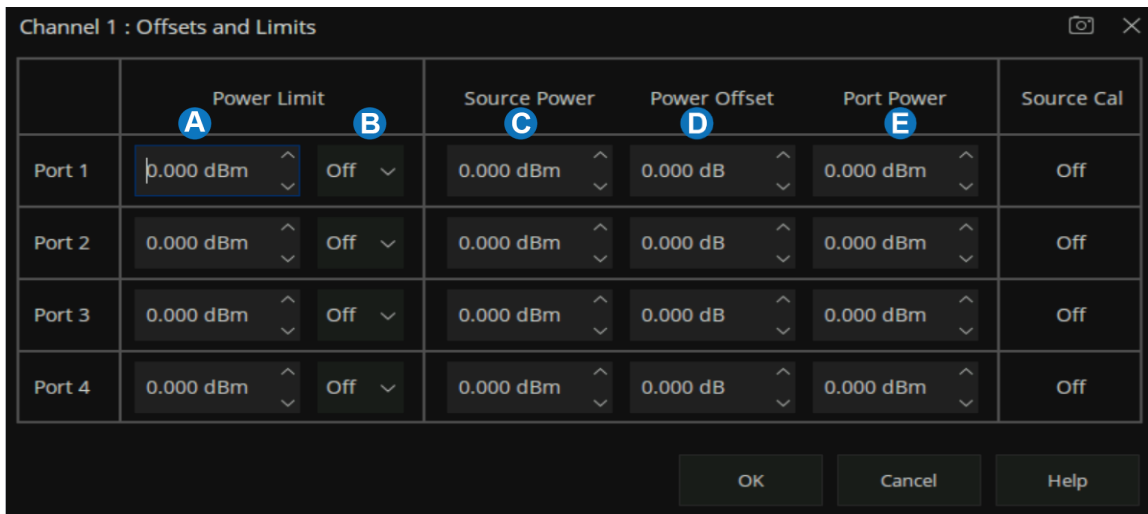 Channel 1 : Offsets and Limits
Power Limit Source Power Power Offset Port Power Source Cal
A B C D E
Port 1 0.000 dBm Off 0.000 dBm 0.000 dB 0.000 dBm Off
Port 2 0.000 dBm Off 0.000 dBm 0.000 dB 0.000 dBm Off
Port 3 0.000 dBm Off 0.000 dBm 0.000 dB 0.000 dBm Off
Port 4 0.000 dBm Off 0.000 dBm 0.000 dB 0.000 dBm Off
OK Cancel Help